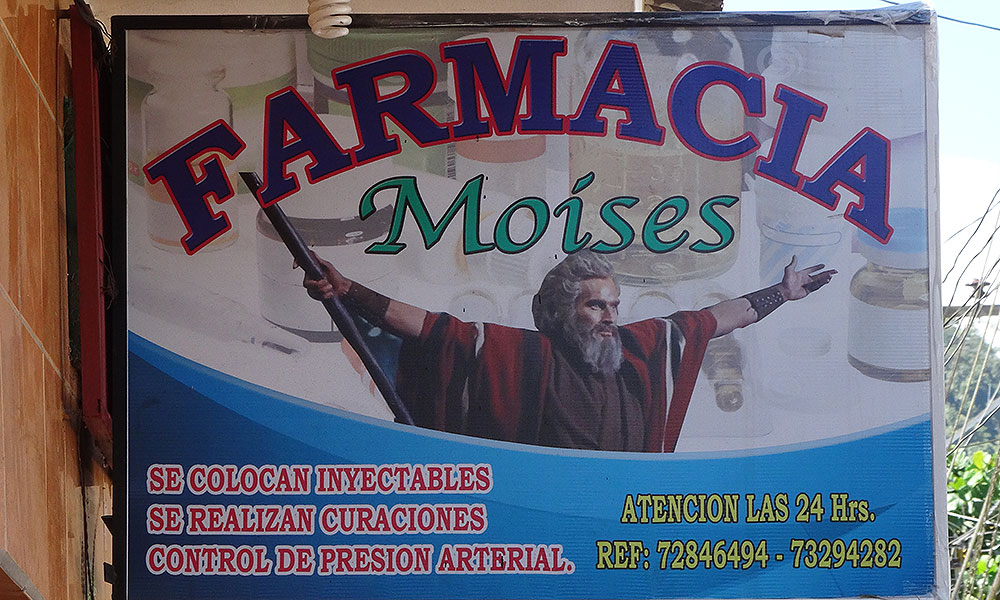 FARMACIA
Moises
SE COLOCAN INYECTABLES
SE REALIZAN CURACIONES
CONTROL DE PRESION ARTERIAL.
ATENCION LAS 24 Hrs.
REF: 72846494 - 73294282